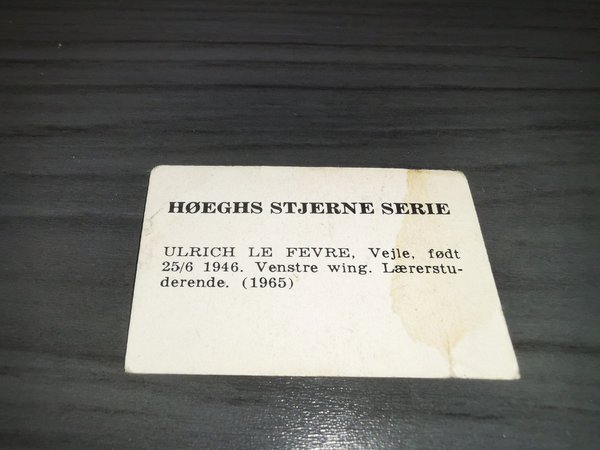 HØEGHS STJERNE SERIE
ULRICH LE FEVRE, Vejle, født
25/6 1946. Venstre wing. Lærerstu-
derende. (1965)